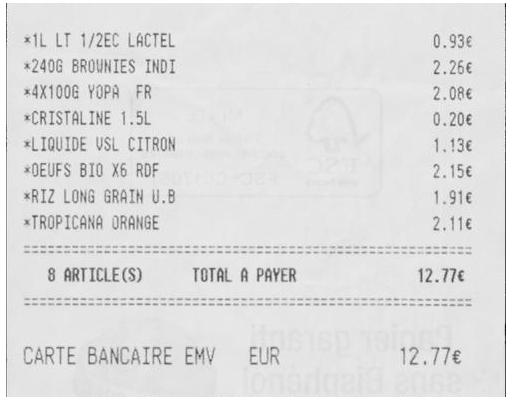 *1L LT 1/2EC LACTEL 0.93€
*240G BROWNIES INDI 2.26€
*4X100G YOPA FR 2.08€
*CRISTALINE 1.5L 0.20€
*LIQUIDE VSL CITRON 1.13€
*OEUFS BIO X6 RDF 2.15€
*RIZ LONG GRAIN U.B 1.91€
*TROPICANA ORANGE 2.11€
8 ARTICLE(S) TOTAL A PAYER 12.77€
CARTE BANCAIRE EMV EUR 12.77€
Papier garanti
sans Bisphénol